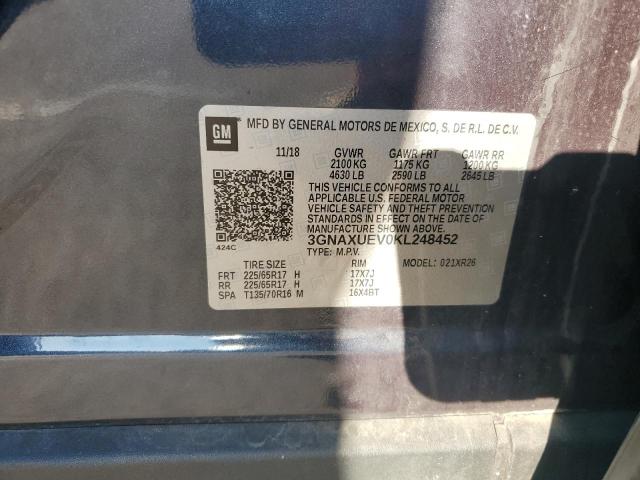 GM
MFD BY GENERAL MOTORS DE MEXICO, S. DE R.L. DE C.V.
11/18 GVWR GAWR FRT GAWR RR
2100 KG 1175 KG 1200 KG
4630 LB 2590 LB 2645 LB
THIS VEHICLE CONFORMS TO ALL
APPLICABLE U.S. FEDERAL MOTOR
VEHICLE SAFETY AND THEFT PREVENTION
STANDARDS IN EFFECT ON THE DATE OF
MANUFACTURE SHOWN ABOVE.
3GNAXUEV0KL248452
424C
TYPE: M.P.V. MODEL: 021XR26
TIRE SIZE RIM
FRT 225/65R17 H 17X7J
RR 225/65R17 H 17X7J
SPA T135/70R16 M 16X4BT